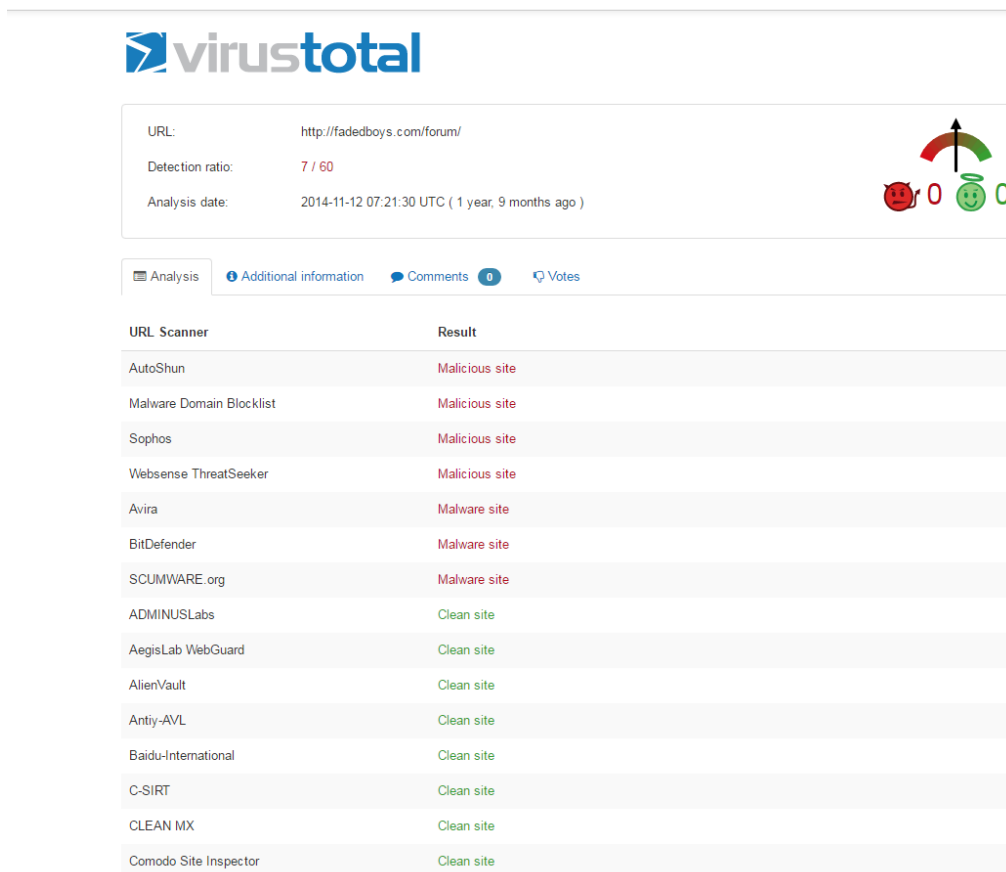 virustotal
URL: http://fadedboys.com/forum/
Detection ratio: 7 / 60
Analysis date: 2014-11-12 07:21:30 UTC ( 1 year, 9 months ago )
0 0
Analysis Additional information Comments 0 Votes
URL Scanner Result
AutoShun Malicious site
Malware Domain Blocklist Malicious site
Sophos Malicious site
Websense ThreatSeeker Malicious site
Avira Malware site
BitDefender Malware site
SCUMWARE.org Malware site
ADMINUSLabs Clean site
AegisLab WebGuard Clean site
AlienVault Clean site
Antiy-AVL Clean site
Baidu-International Clean site
C-SIRT Clean site
CLEAN MX Clean site
Comodo Site Inspector Clean site